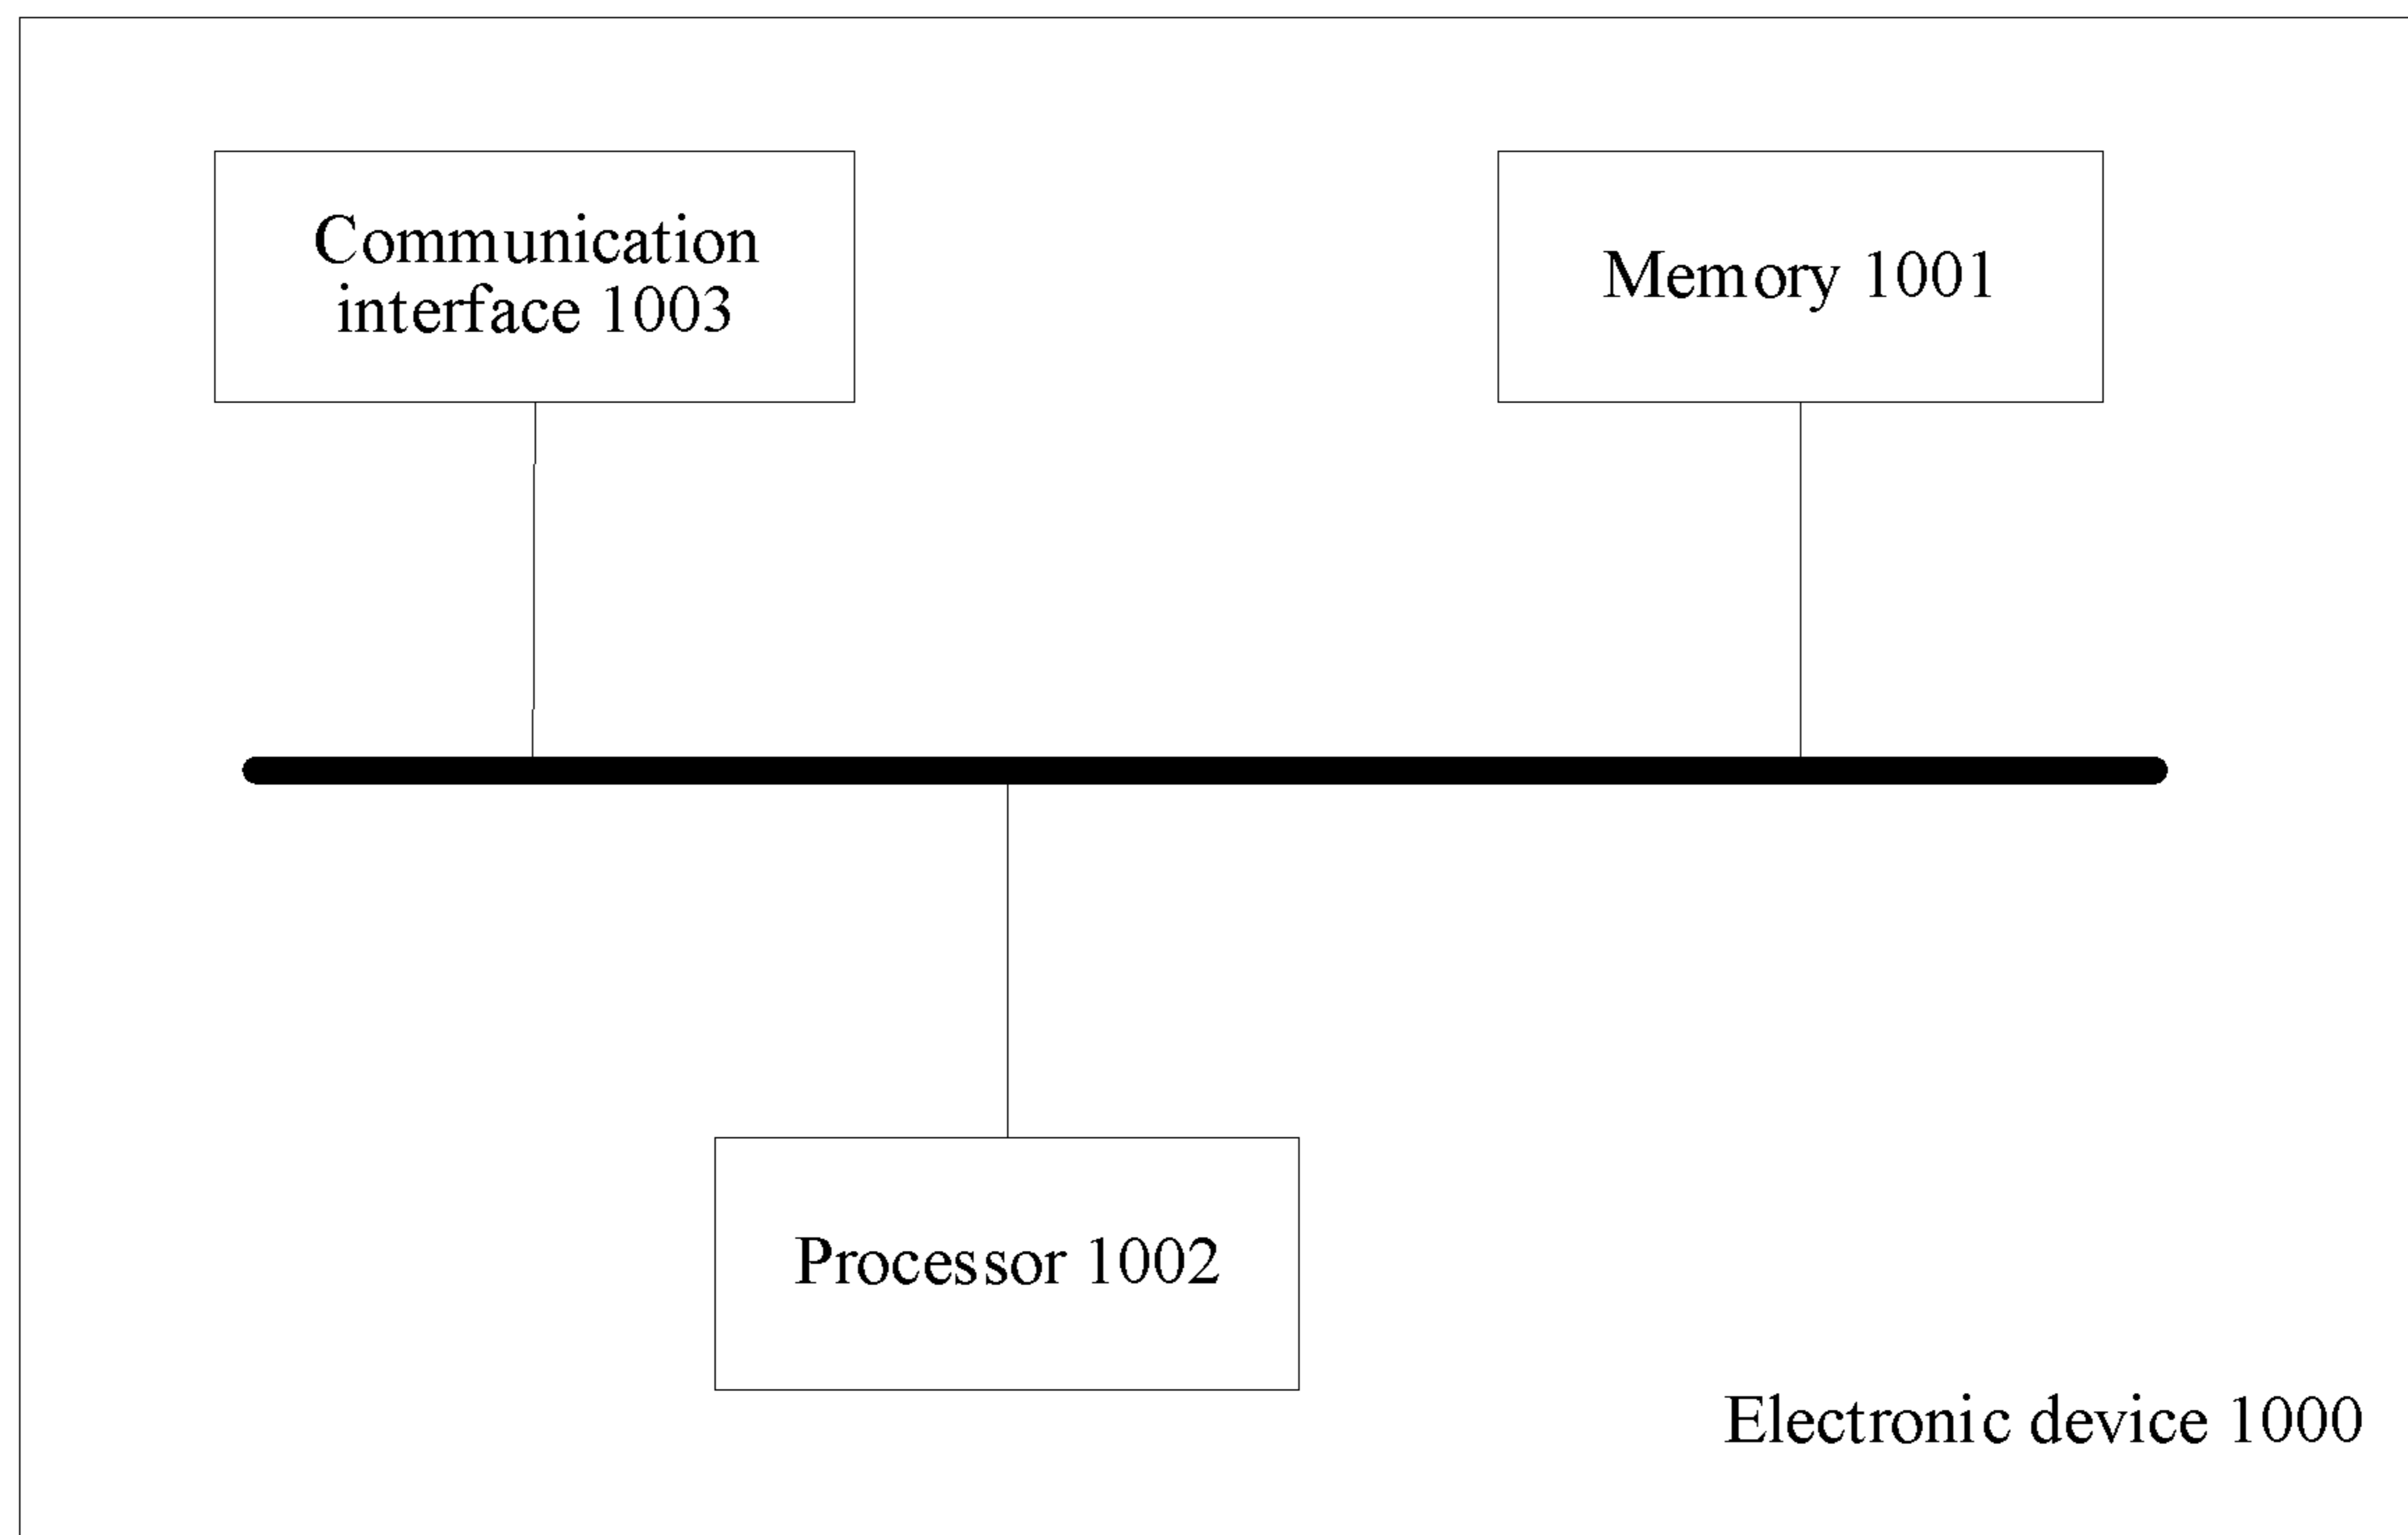 Communication
interface 1003
Memory 1001
Processor 1002
Electronic device 1000